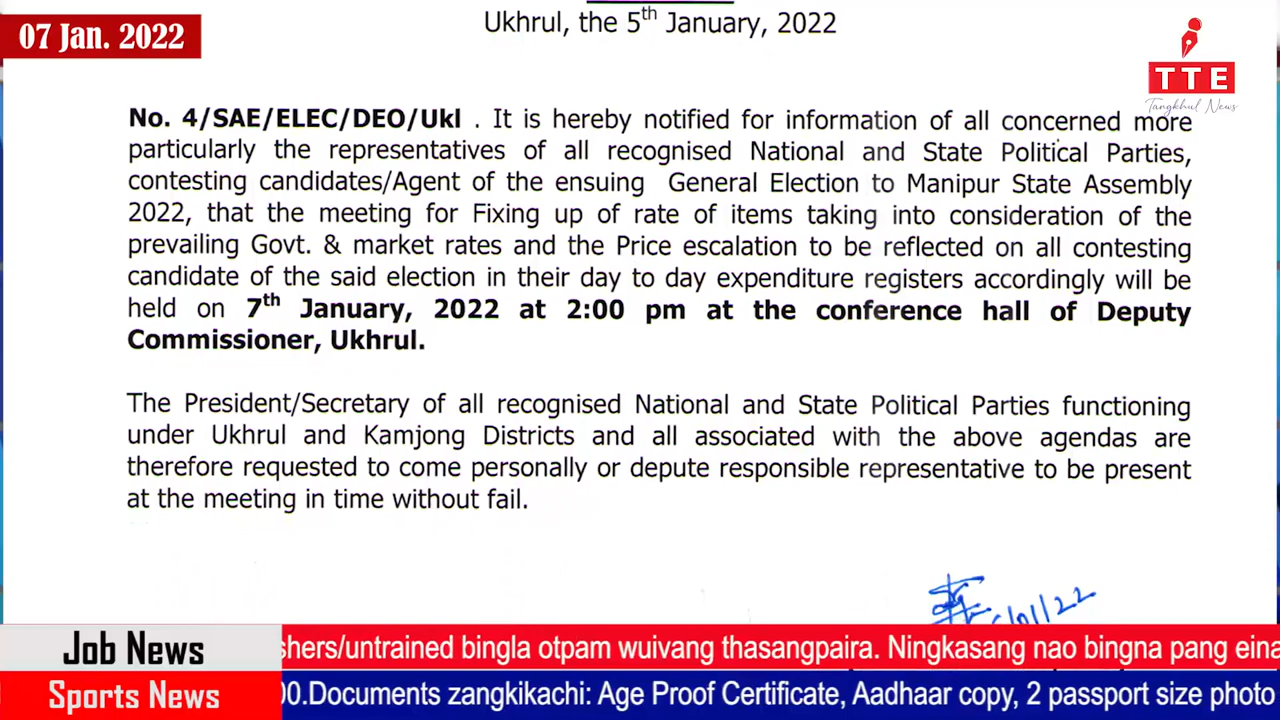 07 Jan. 2022
Ukhrul, the 5th January, 2022
TTE
Tangkhul News
No. 4/SAE/ELEC/DEO/Ukl . It is hereby notified for information of all concerned more
particularly the representatives of all recognised National and State Political Parties,
contesting candidates/Agent of the ensuing General Election to Manipur State Assembly
2022, that the meeting for Fixing up of rate of items taking into consideration of the
prevailing Govt. & market rates and the Price escalation to be reflected on all contesting
candidate of the said election in their day to day expenditure registers accordingly will be
held on 7th January, 2022 at 2:00 pm at the conference hall of Deputy
Commissioner, Ukhrul.
The President/Secretary of all recognised National and State Political Parties functioning
under Ukhrul and Kamjong Districts and all associated with the above agendas are
therefore requested to come personally or depute responsible representative to be present
at the meeting in time without fail.
Job News
shers/untrained bingla otpam wuivang thasangpaira. Ningkasang nao bingna pang eina
Sports News
00.Documents zangkikachi: Age Proof Certificate, Aadhaar copy, 2 passport size photo